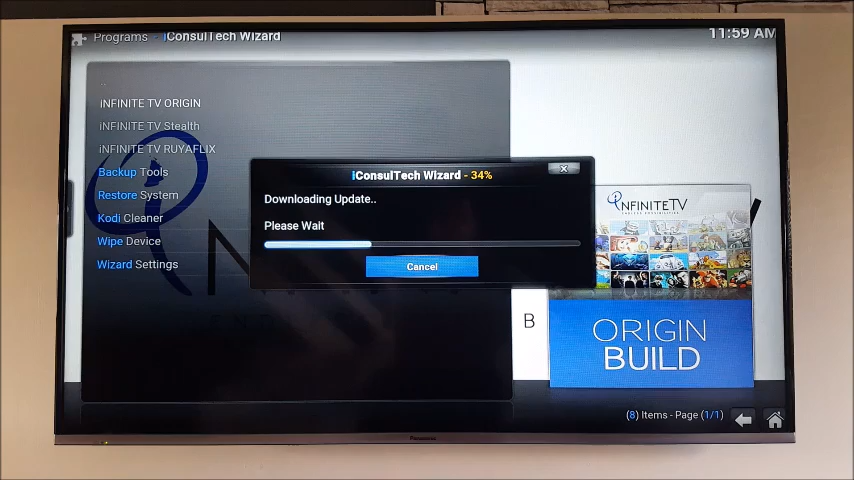 Programs - iConsulTech Wizard
11:59 AM
..
iNFINITE TV ORIGIN
iNFINITE TV Stealth
iNFINITE TV RUYAFLIX
Backup Tools
Restore System
Kodi Cleaner
Wipe Device
Wizard Settings
iConsulTech Wizard - 34%
Downloading Update..
Please Wait
Cancel
iNFINITETV
ENDLESS POSSIBILITIES
B
ORIGIN
BUILD
(8) Items - Page (1/1)
Panasonic